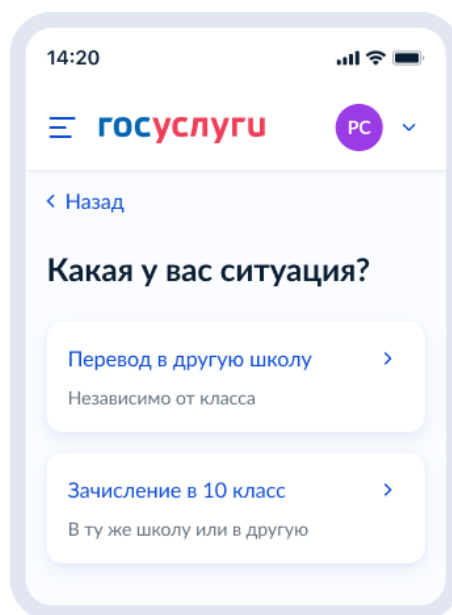 14:20
госуслуги
РС
Назад
Какая у вас ситуация?
Перевод в другую школу
Независимо от класса
Зачисление в 10 класс
В ту же школу или в другую